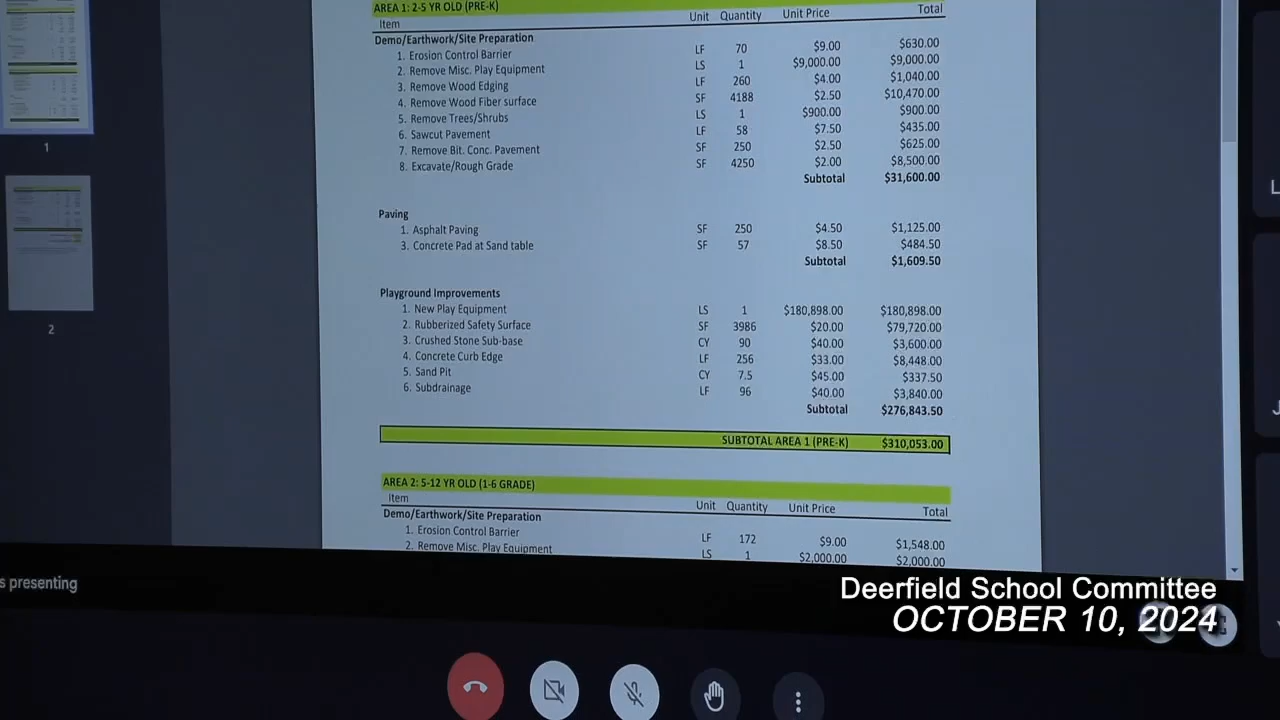 AREA 1: 2-5 YR OLD (PRE-K)
Item Unit Quantity Unit Price Total
Demo/Earthwork/Site Preparation
1. Erosion Control Barrier LF 70 $9.00 $630.00
2. Remove Misc. Play Equipment LS 1 $9,000.00 $9,000.00
3. Remove Wood Edging LF 260 $4.00 $1,040.00
4. Remove Wood Fiber surface SF 4188 $2.50 $10,470.00
5. Remove Trees/Shrubs LS 1 $900.00 $900.00
6. Sawcut Pavement LF 58 $7.50 $435.00
7. Remove Bit. Conc. Pavement SF 250 $2.50 $625.00
8. Excavate/Rough Grade SF 4250 $2.00 $8,500.00
Subtotal $31,600.00
Paving
1. Asphalt Paving SF 250 $4.50 $1,125.00
3. Concrete Pad at Sand table SF 57 $8.50 $484.50
Subtotal $1,609.50
Playground Improvements
1. New Play Equipment LS 1 $180,898.00 $180,898.00
2. Rubberized Safety Surface SF 3986 $20.00 $79,720.00
3. Crushed Stone Sub-base CY 90 $40.00 $3,600.00
4. Concrete Curb Edge LF 256 $33.00 $8,448.00
5. Sand Pit CY 7.5 $45.00 $337.50
6. Subdrainage LF 96 $40.00 $3,840.00
Subtotal $276,843.50
SUBTOTAL AREA 1 (PRE-K) $310,053.00
AREA 2: 5-12 YR OLD (1-6 GRADE)
Item Unit Quantity Unit Price Total
Demo/Earthwork/Site Preparation
1. Erosion Control Barrier LF 172 $9.00 $1,548.00
2. Remove Misc. Play Equipment LS 1 $2,000.00 $2,000.00
1
2
s presenting
Deerfield School Committee
OCTOBER 10, 2024